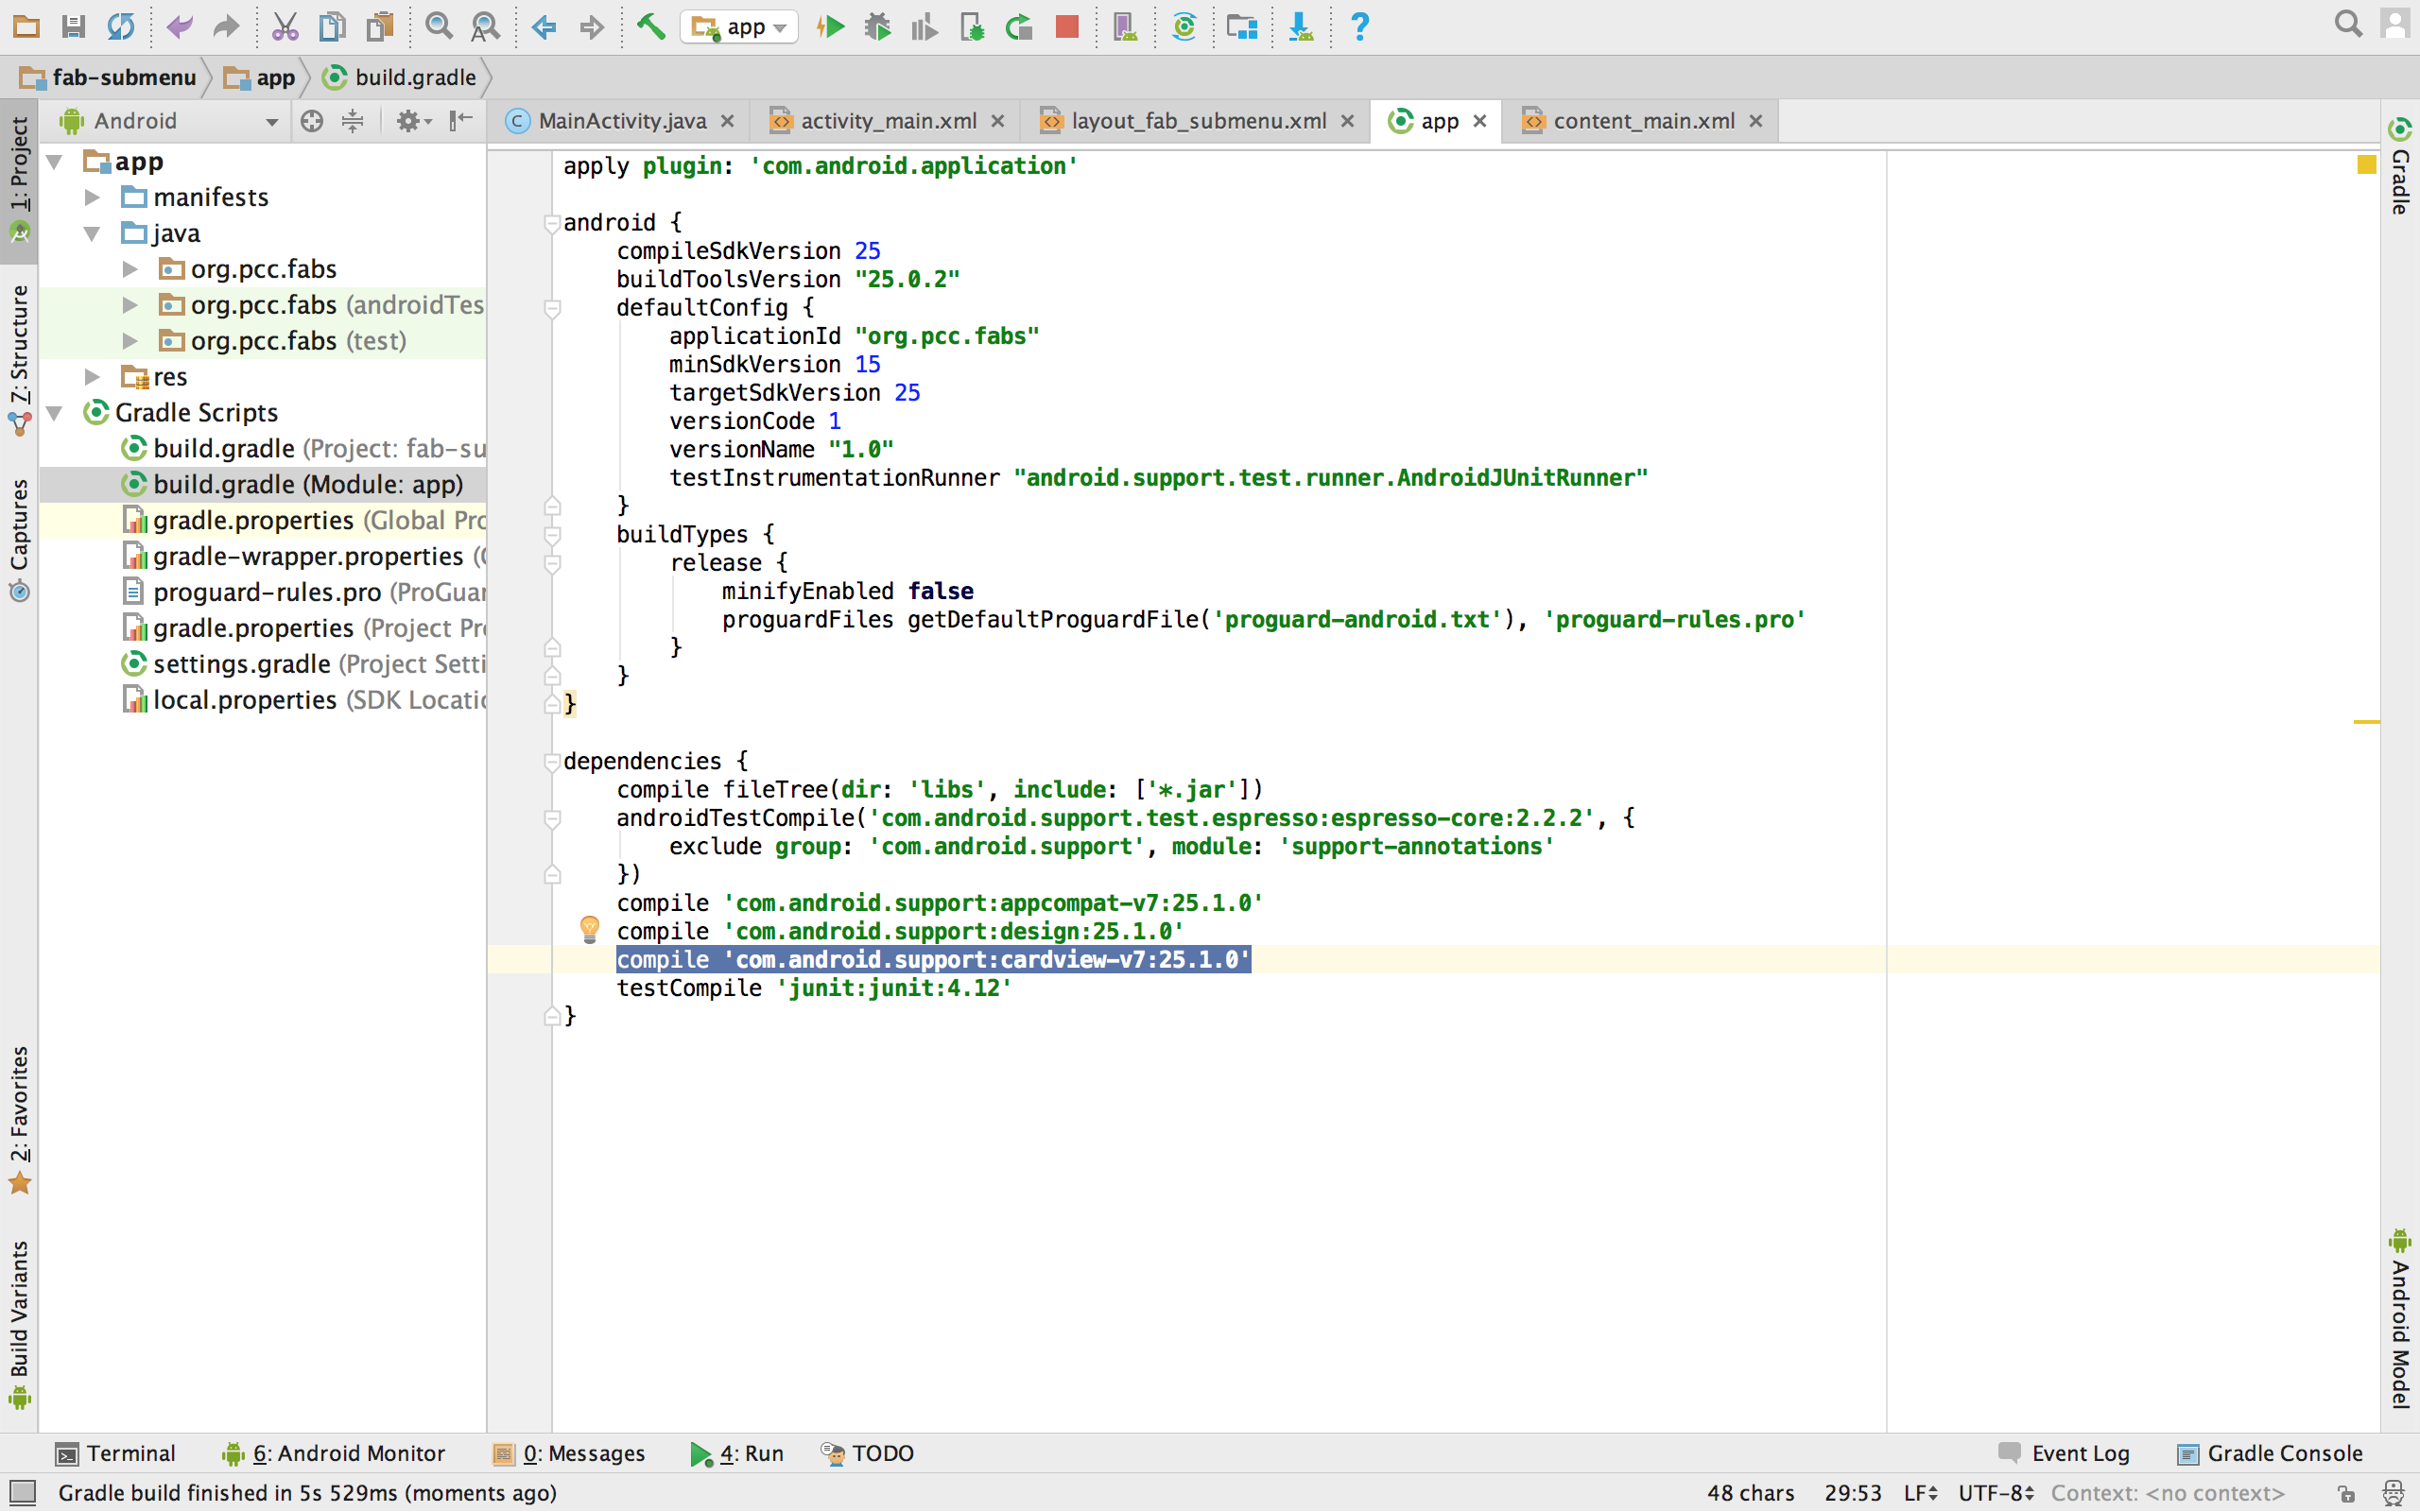 app
fab-submenu
app
build.gradle
Android
MainActivity.java
activity_main.xml
layout_fab_submenu.xml
app
content_main.xml
1: Project
7: Structure
Captures
2: Favorites
Build Variants
app
manifests
java
org.pcc.fabs
org.pcc.fabs (androidTes
org.pcc.fabs (test)
res
Gradle Scripts
build.gradle (Project: fab-su
build.gradle (Module: app)
gradle.properties (Global Pro
gradle-wrapper.properties (G
proguard-rules.pro (ProGuar
gradle.properties (Project Pro
settings.gradle (Project Setti
local.properties (SDK Locatio
apply plugin: 'com.android.application'
android {
compileSdkVersion 25
buildToolsVersion "25.0.2"
defaultConfig {
applicationId "org.pcc.fabs"
minSdkVersion 15
targetSdkVersion 25
versionCode 1
versionName "1.0"
testInstrumentationRunner "android.support.test.runner.AndroidJUnitRunner"
}
buildTypes {
release {
minifyEnabled false
proguardFiles getDefaultProguardFile('proguard-android.txt'), 'proguard-rules.pro'
}
}
}
dependencies {
compile fileTree(dir: 'libs', include: ['*.jar'])
androidTestCompile('com.android.support.test.espresso:espresso-core:2.2.2', {
exclude group: 'com.android.support', module: 'support-annotations'
})
compile 'com.android.support:appcompat-v7:25.1.0'
compile 'com.android.support:design:25.1.0'
compile 'com.android.support:cardview-v7:25.1.0'
testCompile 'junit:junit:4.12'
}
Gradle
Android Model
Terminal
6: Android Monitor
0: Messages
4: Run
TODO
Event Log
Gradle Console
Gradle build finished in 5s 529ms (moments ago)
48 chars
29:53
LF
UTF-8
Context: <no context>